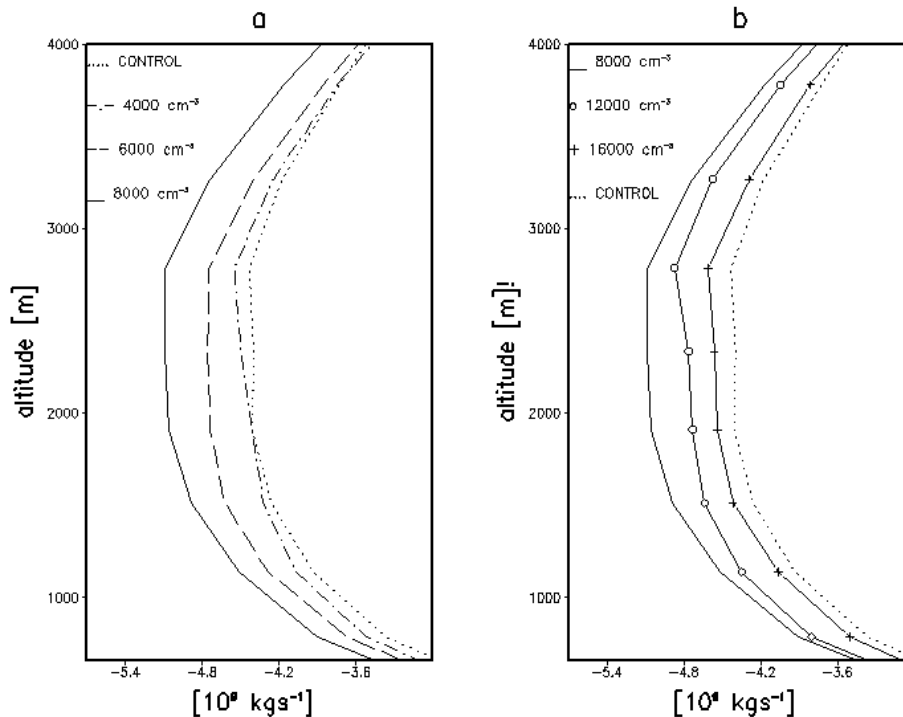 a
4000
3000
2000
1000
altitude [m]
CONTROL
4000 cm⁻³
6000 cm⁻³
8000 cm⁻³
−5.4 −4.8 −4.2 −3.6
[10⁹ kgs⁻¹]
b
4000
3000
2000
1000
altitude [m]!
8000 cm⁻³
12000 cm⁻³
16000 cm⁻³
CONTROL
−5.4 −4.8 −4.2 −3.6
[10⁹ kgs⁻¹]